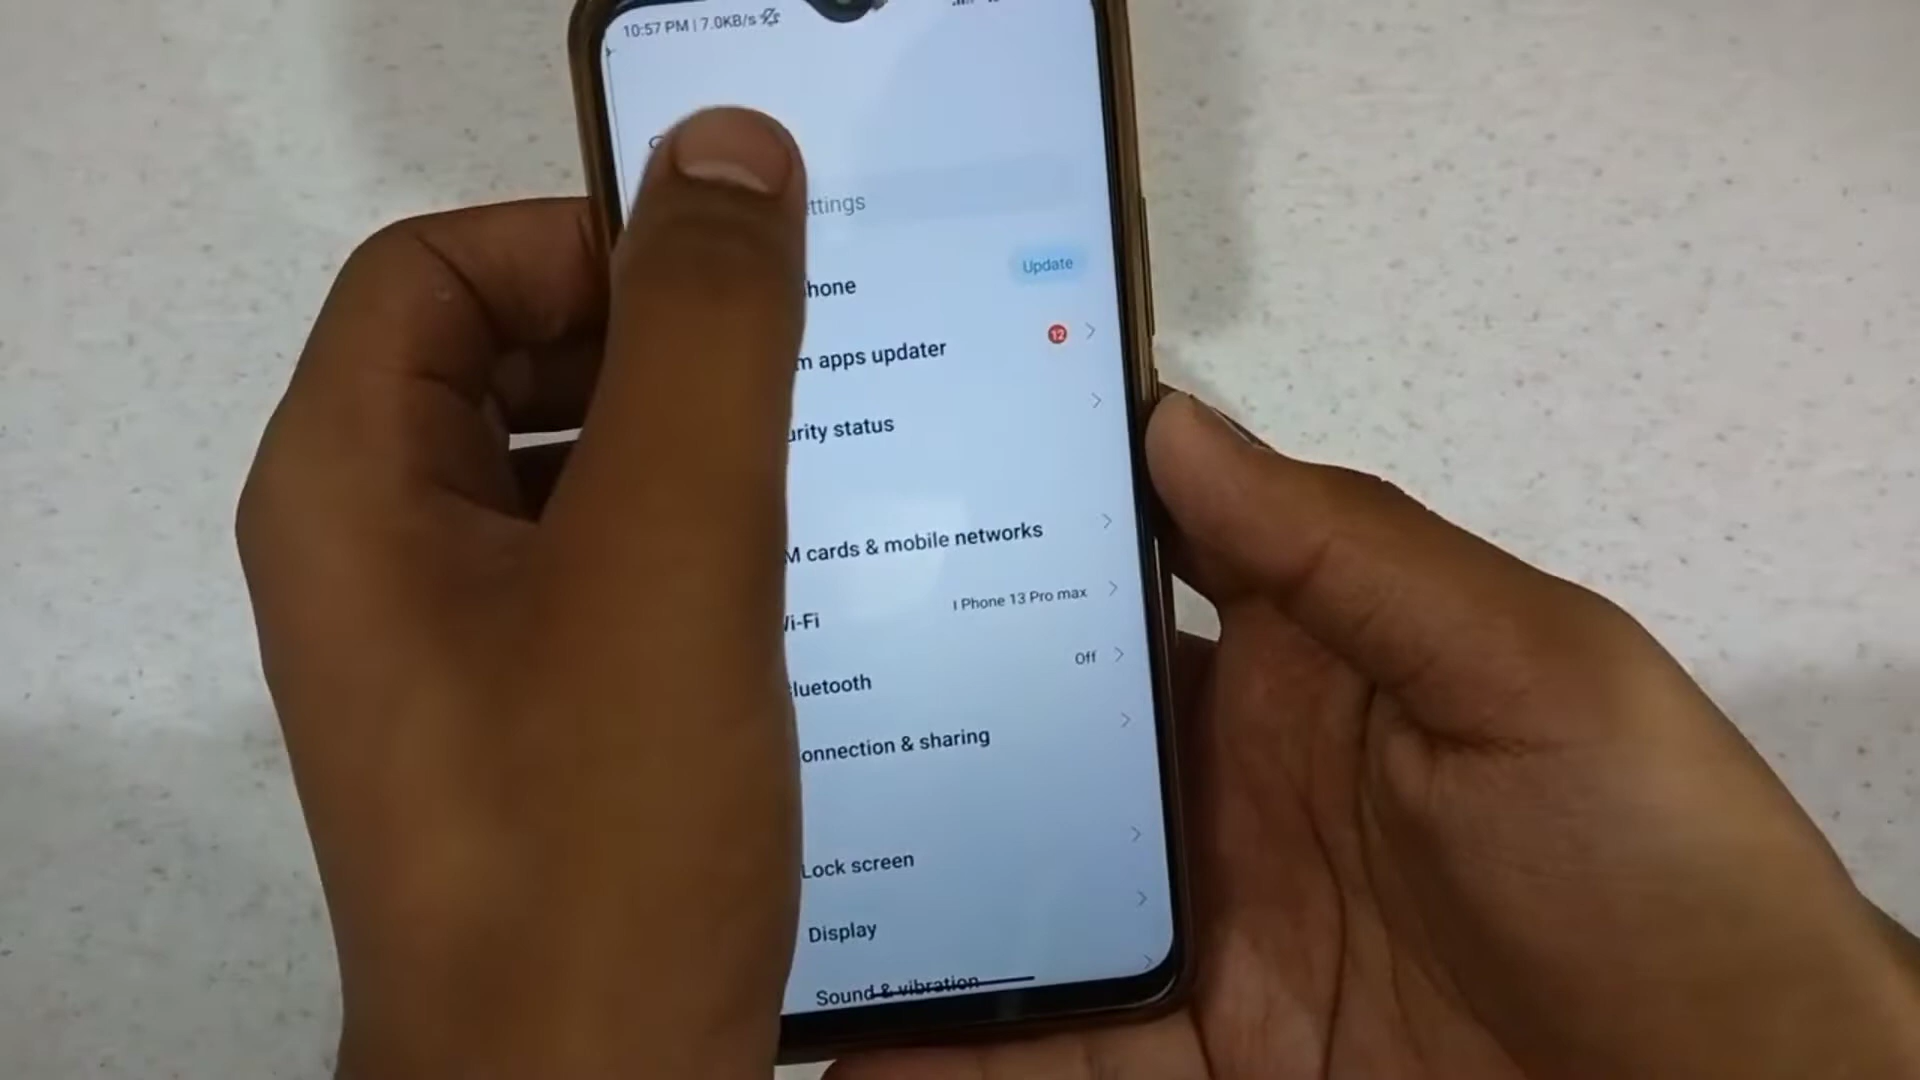 10:57 PM | 7.0KB/s
ttings
hone
Update
m apps updater
12
urity status
M cards & mobile networks
i-Fi
I Phone 13 Pro max
luetooth
Off
onnection & sharing
Lock screen
Display
Sound & vibration